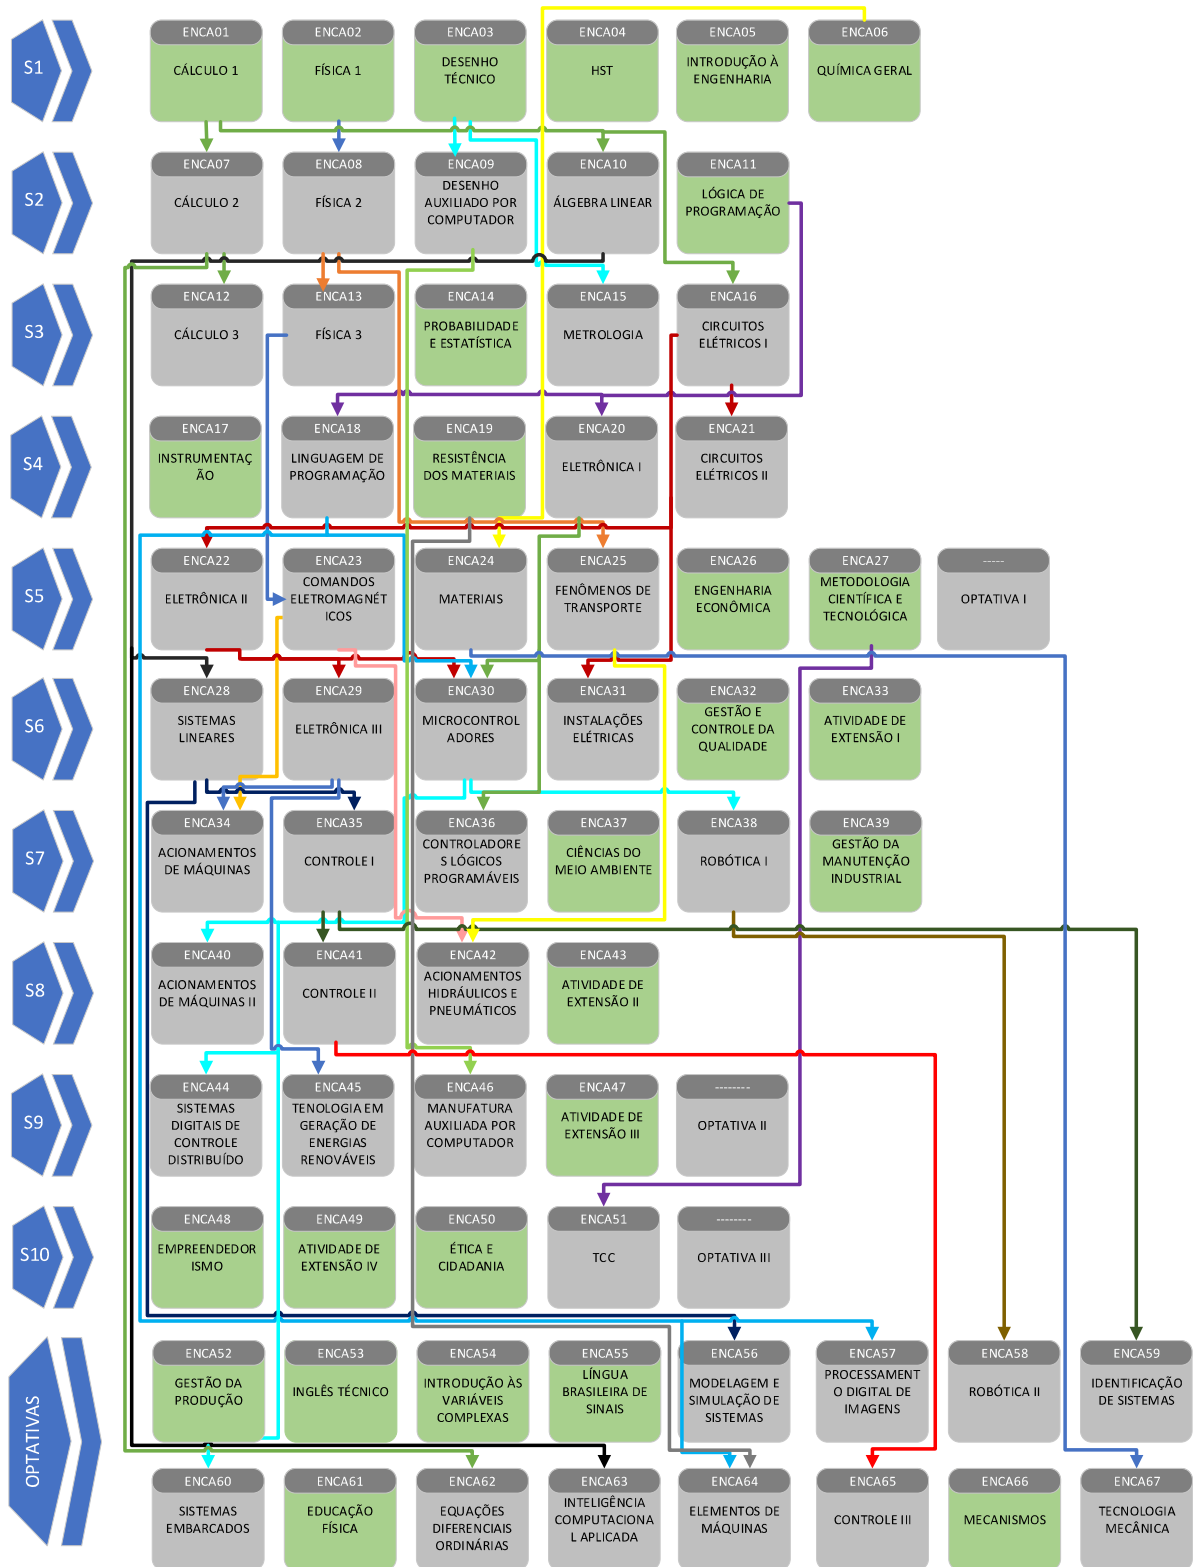 S1
ENCA01
CÁLCULO 1
ENCA02
FÍSICA 1
ENCA03
DESENHO
TÉCNICO
ENCA04
HST
ENCA05
INTRODUÇÃO À
ENGENHARIA
ENCA06
QUÍMICA GERAL
S2
ENCA07
CÁLCULO 2
ENCA08
FÍSICA 2
ENCA09
DESENHO
AUXILIADO POR
COMPUTADOR
ENCA10
ÁLGEBRA LINEAR
ENCA11
LÓGICA DE
PROGRAMAÇÃO
S3
ENCA12
CÁLCULO 3
ENCA13
FÍSICA 3
ENCA14
PROBABILIDADE
E ESTATÍSTICA
ENCA15
METROLOGIA
ENCA16
CIRCUITOS
ELÉTRICOS I
S4
ENCA17
INSTRUMENTAÇ
ÃO
ENCA18
LINGUAGEM DE
PROGRAMAÇÃO
ENCA19
RESISTÊNCIA
DOS MATERIAIS
ENCA20
ELETRÔNICA I
ENCA21
CIRCUITOS
ELÉTRICOS II
S5
ENCA22
ELETRÔNICA II
ENCA23
COMANDOS
ELETROMAGNÉT
ICOS
ENCA24
MATERIAIS
ENCA25
FENÔMENOS DE
TRANSPORTE
ENCA26
ENGENHARIA
ECONÔMICA
ENCA27
METODOLOGIA
CIENTÍFICA E
TECNOLÓGICA
-----
OPTATIVA I
S6
ENCA28
SISTEMAS
LINEARES
ENCA29
ELETRÔNICA III
ENCA30
MICROCONTROL
ADORES
ENCA31
INSTALAÇÕES
ELÉTRICAS
ENCA32
GESTÃO E
CONTROLE DA
QUALIDADE
ENCA33
ATIVIDADE DE
EXTENSÃO I
S7
ENCA34
ACIONAMENTOS
DE MÁQUINAS
ENCA35
CONTROLE I
ENCA36
CONTROLADORE
S LÓGICOS
PROGRAMÁVEIS
ENCA37
CIÊNCIAS DO
MEIO AMBIENTE
ENCA38
ROBÓTICA I
ENCA39
GESTÃO DA
MANUTENÇÃO
INDUSTRIAL
S8
ENCA40
ACIONAMENTOS
DE MÁQUINAS II
ENCA41
CONTROLE II
ENCA42
ACIONAMENTOS
HIDRÁULICOS E
PNEUMÁTICOS
ENCA43
ATIVIDADE DE
EXTENSÃO II
S9
ENCA44
SISTEMAS
DIGITAIS DE
CONTROLE
DISTRIBUÍDO
ENCA45
TENOLOGIA EM
GERAÇÃO DE
ENERGIAS
RENOVÁVEIS
ENCA46
MANUFATURA
AUXILIADA POR
COMPUTADOR
ENCA47
ATIVIDADE DE
EXTENSÃO III
--------
OPTATIVA II
S10
ENCA48
EMPREENDEDOR
ISMO
ENCA49
ATIVIDADE DE
EXTENSÃO IV
ENCA50
ÉTICA E
CIDADANIA
ENCA51
TCC
--------
OPTATIVA III
OPTATIVAS
ENCA52
GESTÃO DA
PRODUÇÃO
ENCA53
INGLÊS TÉCNICO
ENCA54
INTRODUÇÃO ÀS
VARIÁVEIS
COMPLEXAS
ENCA55
LÍNGUA
BRASILEIRA DE
SINAIS
ENCA56
MODELAGEM E
SIMULAÇÃO DE
SISTEMAS
ENCA57
PROCESSAMENT
O DIGITAL DE
IMAGENS
ENCA58
ROBÓTICA II
ENCA59
IDENTIFICAÇÃO
DE SISTEMAS
ENCA60
SISTEMAS
EMBARCADOS
ENCA61
EDUCAÇÃO
FÍSICA
ENCA62
EQUAÇÕES
DIFERENCIAIS
ORDINÁRIAS
ENCA63
INTELIGÊNCIA
COMPUTACIONA
L APLICADA
ENCA64
ELEMENTOS DE
MÁQUINAS
ENCA65
CONTROLE III
ENCA66
MECANISMOS
ENCA67
TECNOLOGIA
MECÂNICA